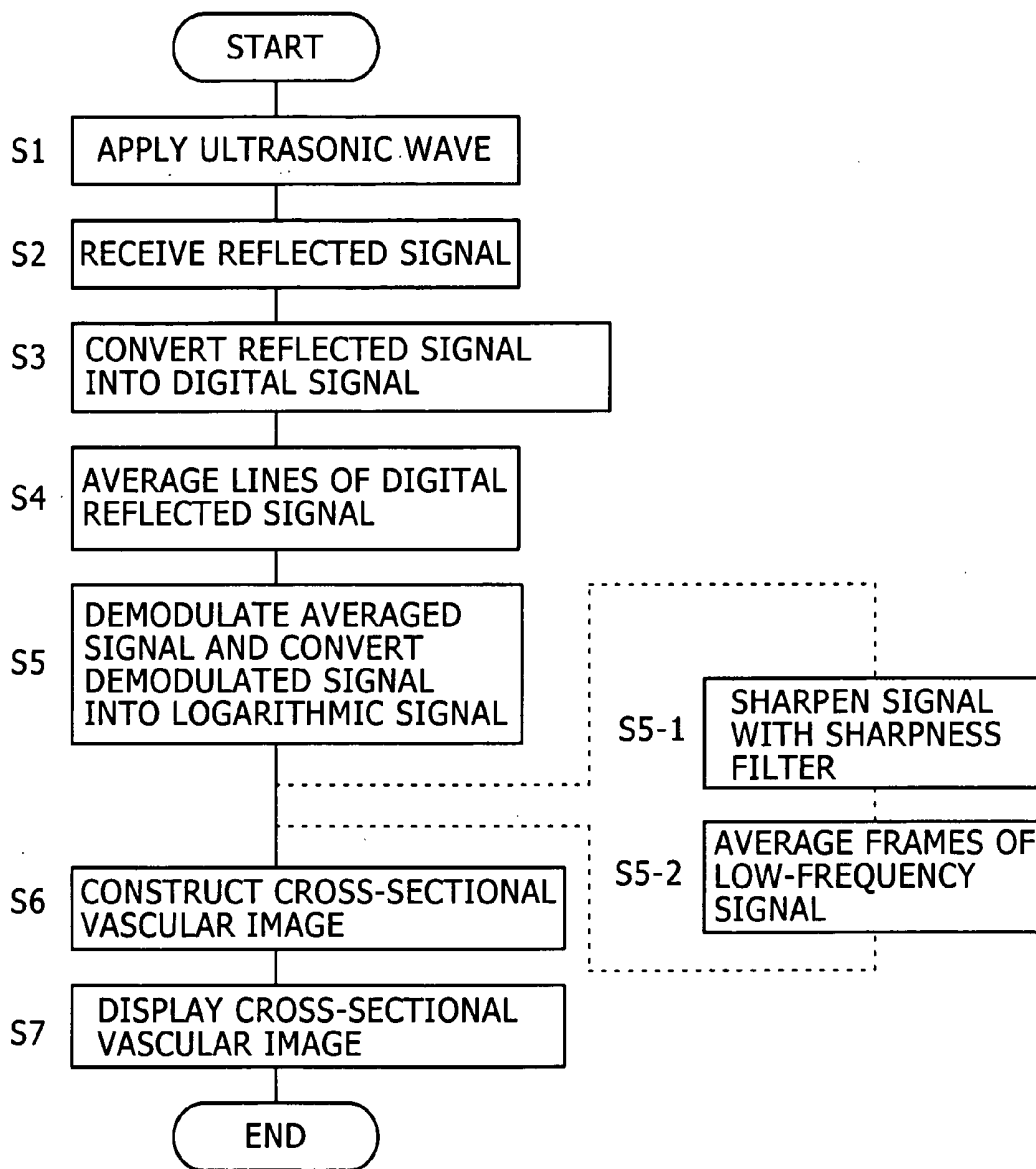 START
S1
APPLY ULTRASONIC WAVE
S2
RECEIVE REFLECTED SIGNAL
S3
CONVERT REFLECTED SIGNAL
INTO DIGITAL SIGNAL
S4
AVERAGE LINES OF DIGITAL
REFLECTED SIGNAL
S5
DEMODULATE AVERAGED
SIGNAL AND CONVERT
DEMODULATED SIGNAL
INTO LOGARITHMIC SIGNAL
S5-1
SHARPEN SIGNAL
WITH SHARPNESS
FILTER
S5-2
AVERAGE FRAMES OF
LOW-FREQUENCY
SIGNAL
S6
CONSTRUCT CROSS-SECTIONAL
VASCULAR IMAGE
S7
DISPLAY CROSS-SECTIONAL
VASCULAR IMAGE
END